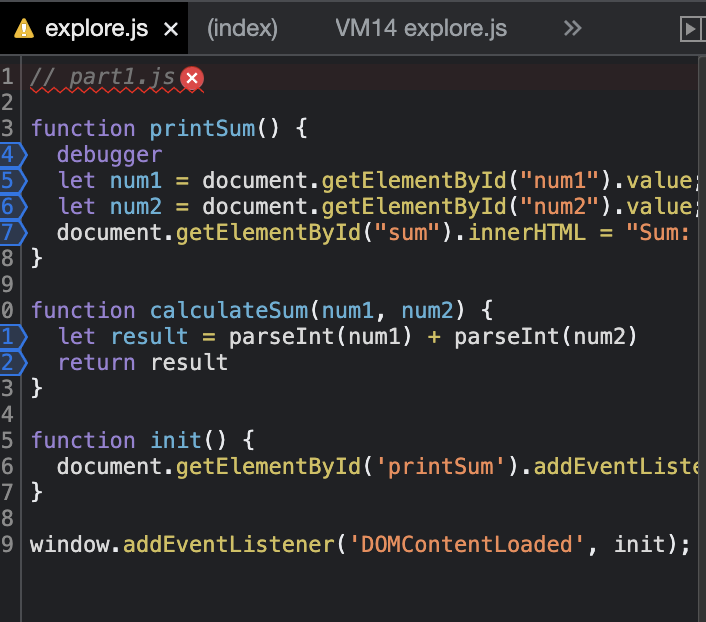 explore.js × (index) VM14 explore.js »
1 // part1.js
2
3 function printSum() {
4 debugger
5 let num1 = document.getElementById("num1").value;
6 let num2 = document.getElementById("num2").value;
7 document.getElementById("sum").innerHTML = "Sum:
8 }
9
0 function calculateSum(num1, num2) {
1 let result = parseInt(num1) + parseInt(num2)
2 return result
3 }
4
5 function init() {
6 document.getElementById('printSum').addEventListe
7 }
8
9 window.addEventListener('DOMContentLoaded', init);